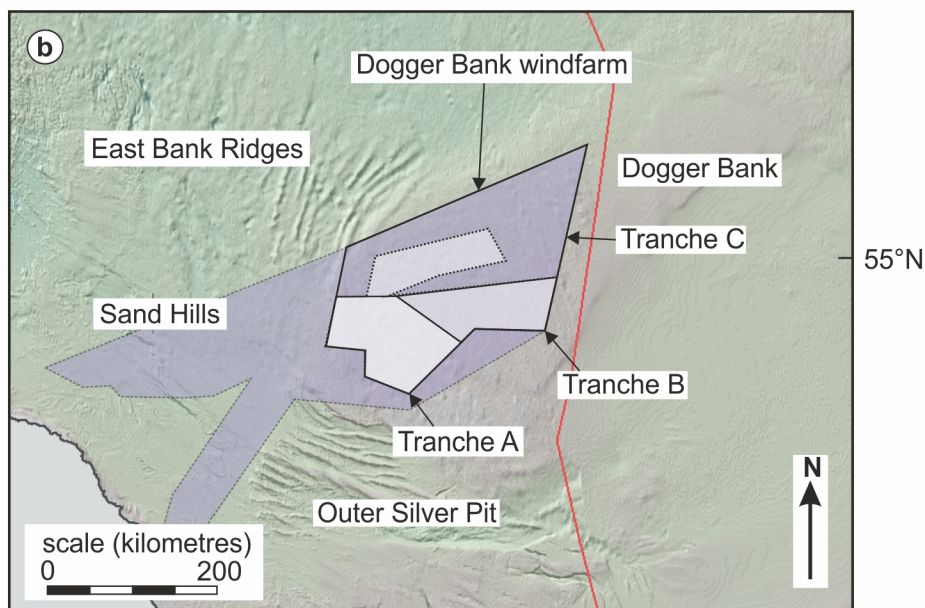 b
Dogger Bank windfarm
East Bank Ridges
Dogger Bank
Tranche C
55°N
Sand Hills
Tranche B
Tranche A
N
Outer Silver Pit
scale (kilometres)
0 200